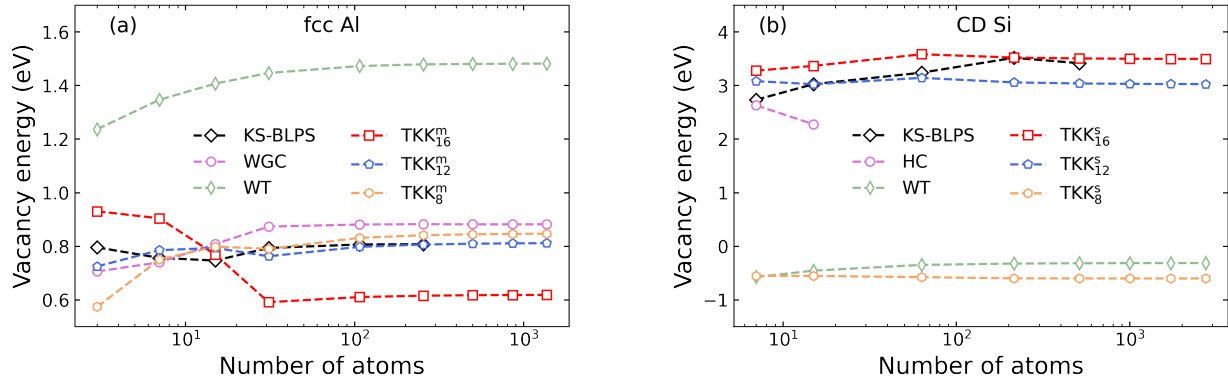 (a) fcc Al
Vacancy energy (eV)
1.6
1.4
1.2
1.0
0.8
0.6
KS-BLPS
WGC
WT
TKK₁₆ᵐ
TKK₁₂ᵐ
TKK₈ᵐ
10¹ 10² 10³
Number of atoms
(b) CD Si
Vacancy energy (eV)
4
3
2
1
0
−1
KS-BLPS
HC
WT
TKK₁₆ˢ
TKK₁₂ˢ
TKK₈ˢ
10¹ 10² 10³
Number of atoms